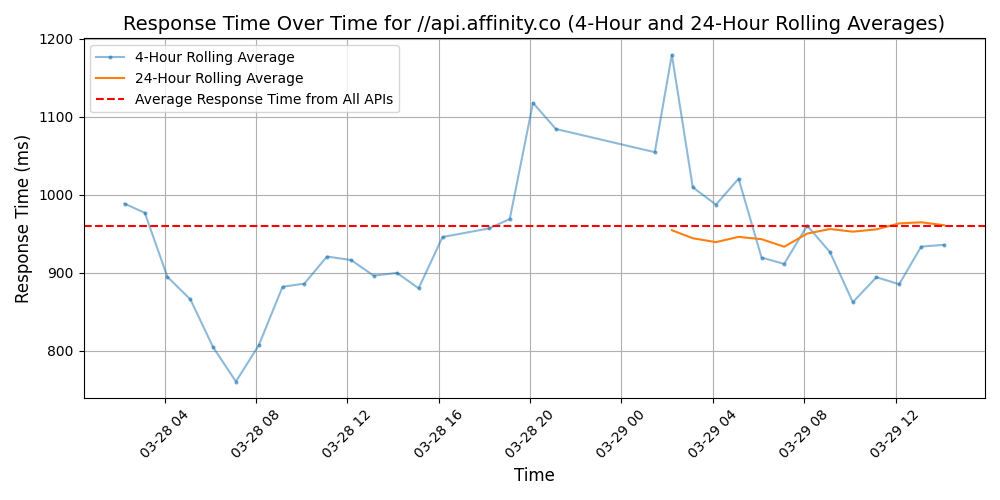 Response Time Over Time for //api.affinity.co (4-Hour and 24-Hour Rolling Averages)
4-Hour Rolling Average
24-Hour Rolling Average
Average Response Time from All APIs
Response Time (ms)
1200
1100
1000
900
800
03-28 04
03-28 08
03-28 12
03-28 16
03-28 20
03-29 00
03-29 04
03-29 08
03-29 12
Time